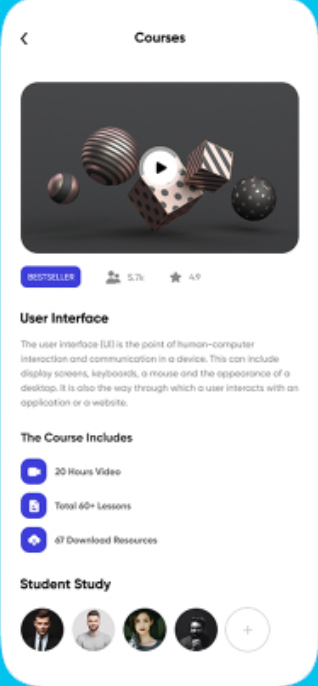 Courses
BESTSELLER
5.7k
4.9
User Interface
The user interface (UI) is the point of human-computer
interaction and communication in a device. This can include
display screens, keyboards, a mouse and the appearance of a
desktop. It is also the way through which a user interacts with an
application or a website.
The Course Includes
20 Hours Video
Total 60+ Lessons
67 Download Resources
Student Study
+